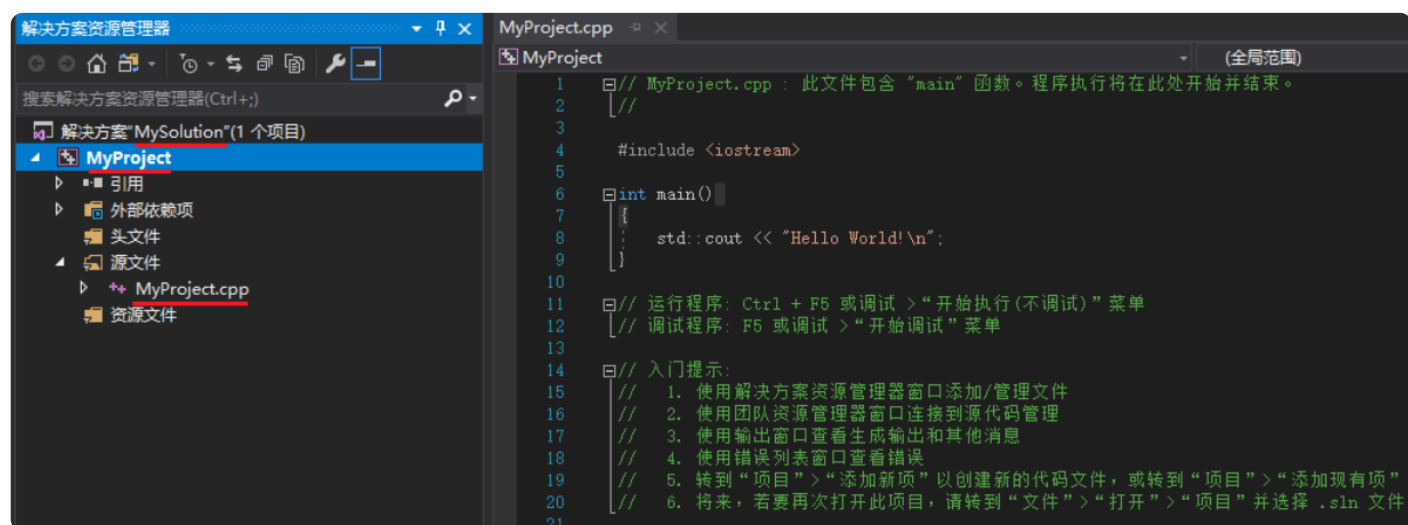 解决方案资源管理器
搜索解决方案资源管理器(Ctrl+;)
解决方案"MySolution"(1 个项目)
MyProject
引用
外部依赖项
头文件
源文件
MyProject.cpp
资源文件
MyProject.cpp
MyProject
(全局范围)
1 // MyProject.cpp : 此文件包含 "main" 函数。程序执行将在此处开始并结束。
2 //
3
4 #include <iostream>
5
6 int main()
7 {
8 std::cout << "Hello World!\n";
9 }
10
11 // 运行程序: Ctrl + F5 或调试 >“开始执行(不调试)”菜单
12 // 调试程序: F5 或调试 >“开始调试”菜单
13
14 // 入门提示:
15 // 1. 使用解决方案资源管理器窗口添加/管理文件
16 // 2. 使用团队资源管理器窗口连接到源代码管理
17 // 3. 使用输出窗口查看生成输出和其他消息
18 // 4. 使用错误列表窗口查看错误
19 // 5. 转到“项目”>“添加新项”以创建新的代码文件，或转到“项目”>“添加现有项”
20 // 6. 将来，若要再次打开此项目，请转到“文件”>“打开”>“项目”并选择 .sln 文件
21